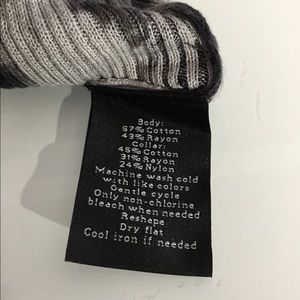 Body:
57% Cotton
43% Rayon
Collar:
45% Cotton
31% Rayon
24% Nylon
Machine wash cold
with like colors
Gentle cycle
Only non-chlorine
bleach when needed
Reshape
Dry flat
Cool iron if needed